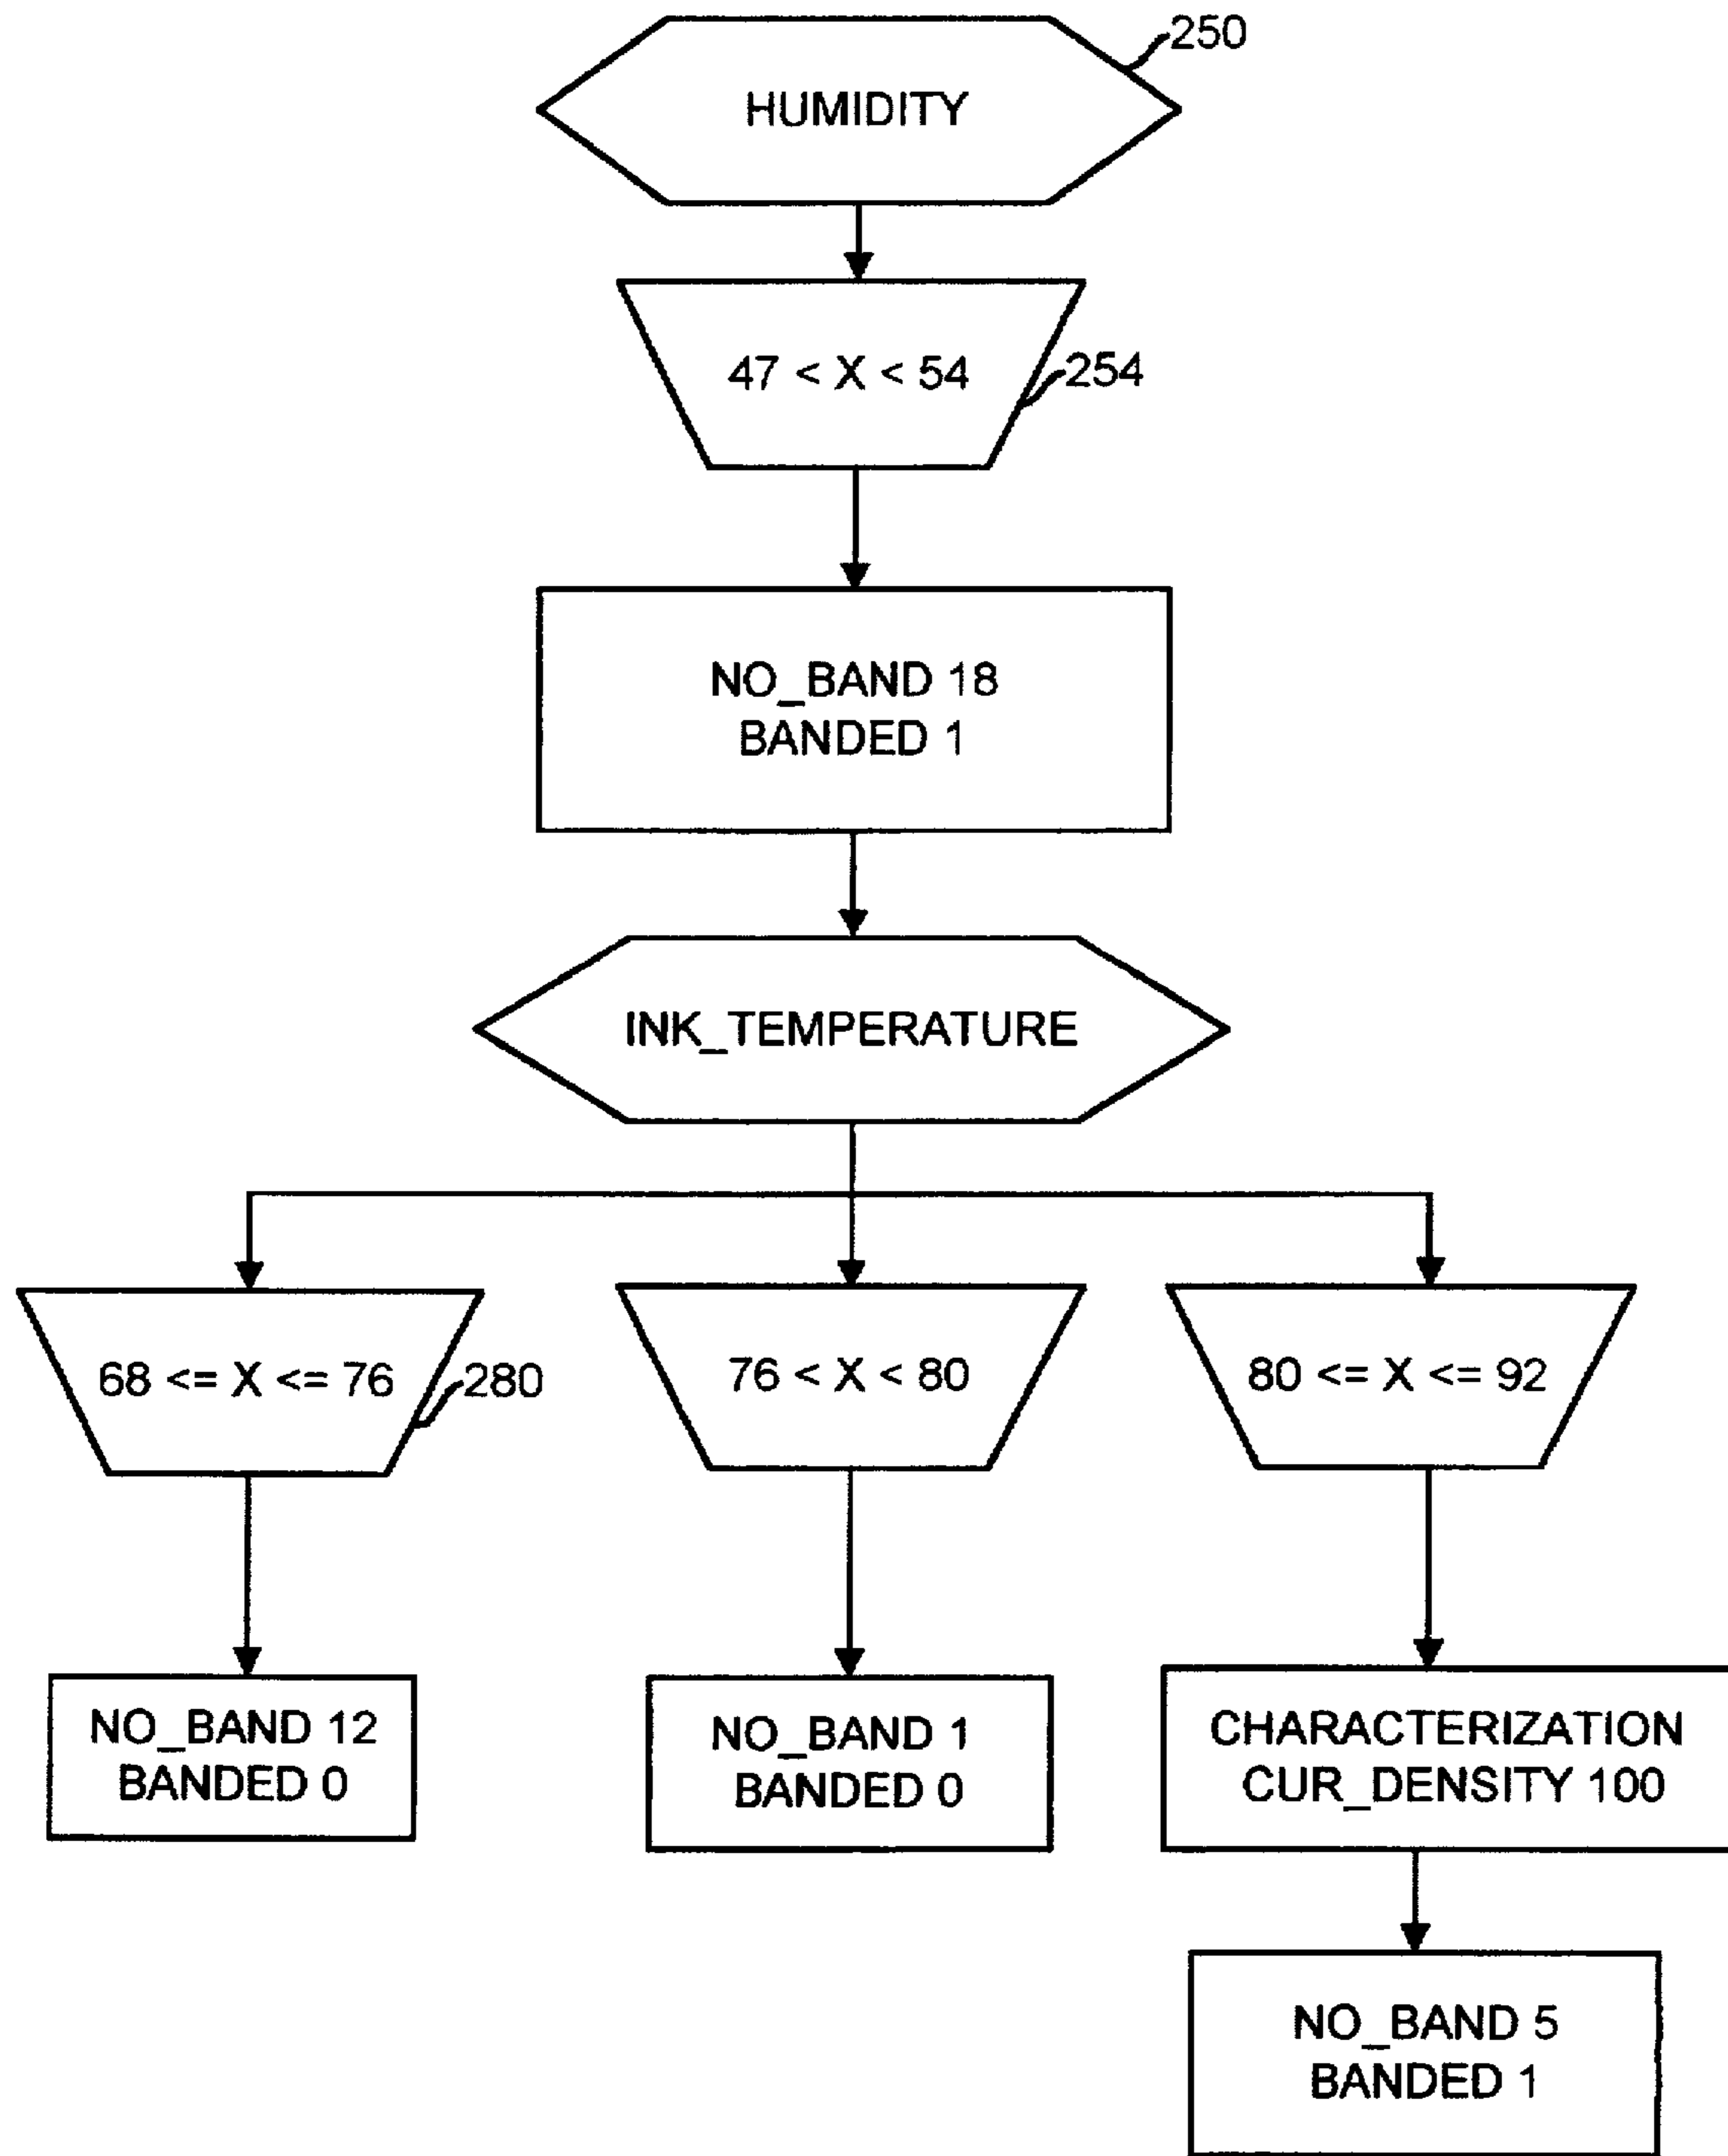 250
HUMIDITY
47 < X < 54
254
NO_BAND 18
BANDED 1
INK_TEMPERATURE
68 <= X <= 76
280
76 < X < 80
80 <= X <= 92
NO_BAND 12
BANDED 0
NO_BAND 1
BANDED 0
CHARACTERIZATION
CUR_DENSITY 100
NO_BAND 5
BANDED 1